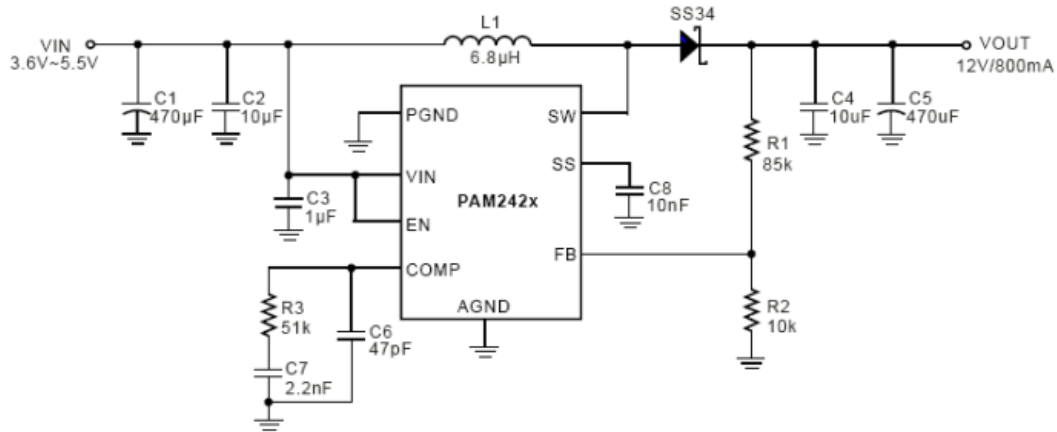 L1
6.8µH
SS34
VIN
3.6V~5.5V
VOUT
12V/800mA
C1
470µF
C2
10µF
C4
10uF
C5
470uF
PGND
SW
R1
85k
SS
VIN
PAM242x
C8
10nF
C3
1µF
EN
FB
COMP
AGND
R3
51k
C6
47pF
R2
10k
C7
2.2nF